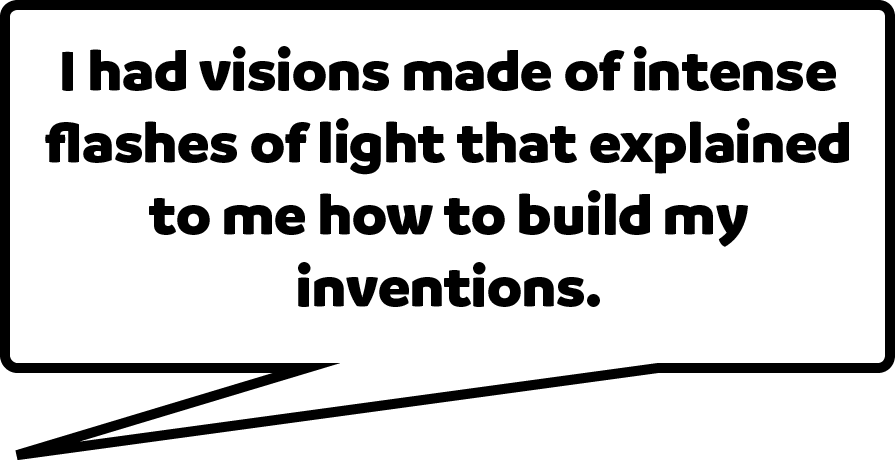 I had visions made of intense
flashes of light that explained
to me how to build my
inventions.